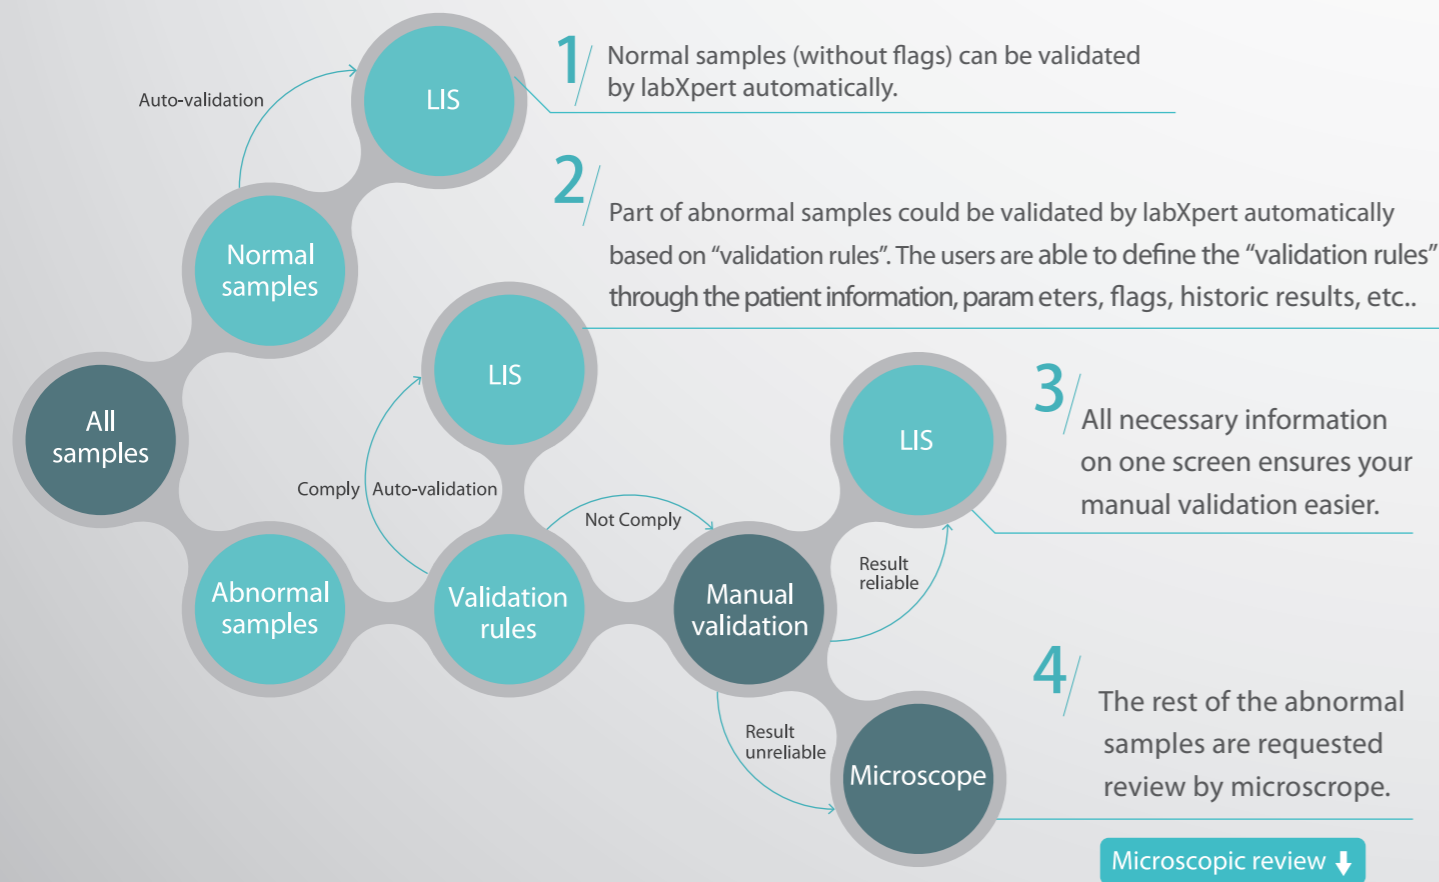 1
Normal samples (without flags) can be validated
by labXpert automatically.
LIS
Auto-validation
2
Part of abnormal samples could be validated by labXpert automatically
based on “validation rules”. The users are able to define the “validation rules”
through the patient information, param eters, flags, historic results, etc..
Normal
samples
LIS
All
samples
Comply
Auto-validation
Not Comply
LIS
3
All necessary information
on one screen ensures your
manual validation easier.
Abnormal
samples
Validation
rules
Manual
validation
Result
reliable
Result
unreliable
Microscope
4
The rest of the abnormal
samples are requested
review by microscrope.
Microscopic review